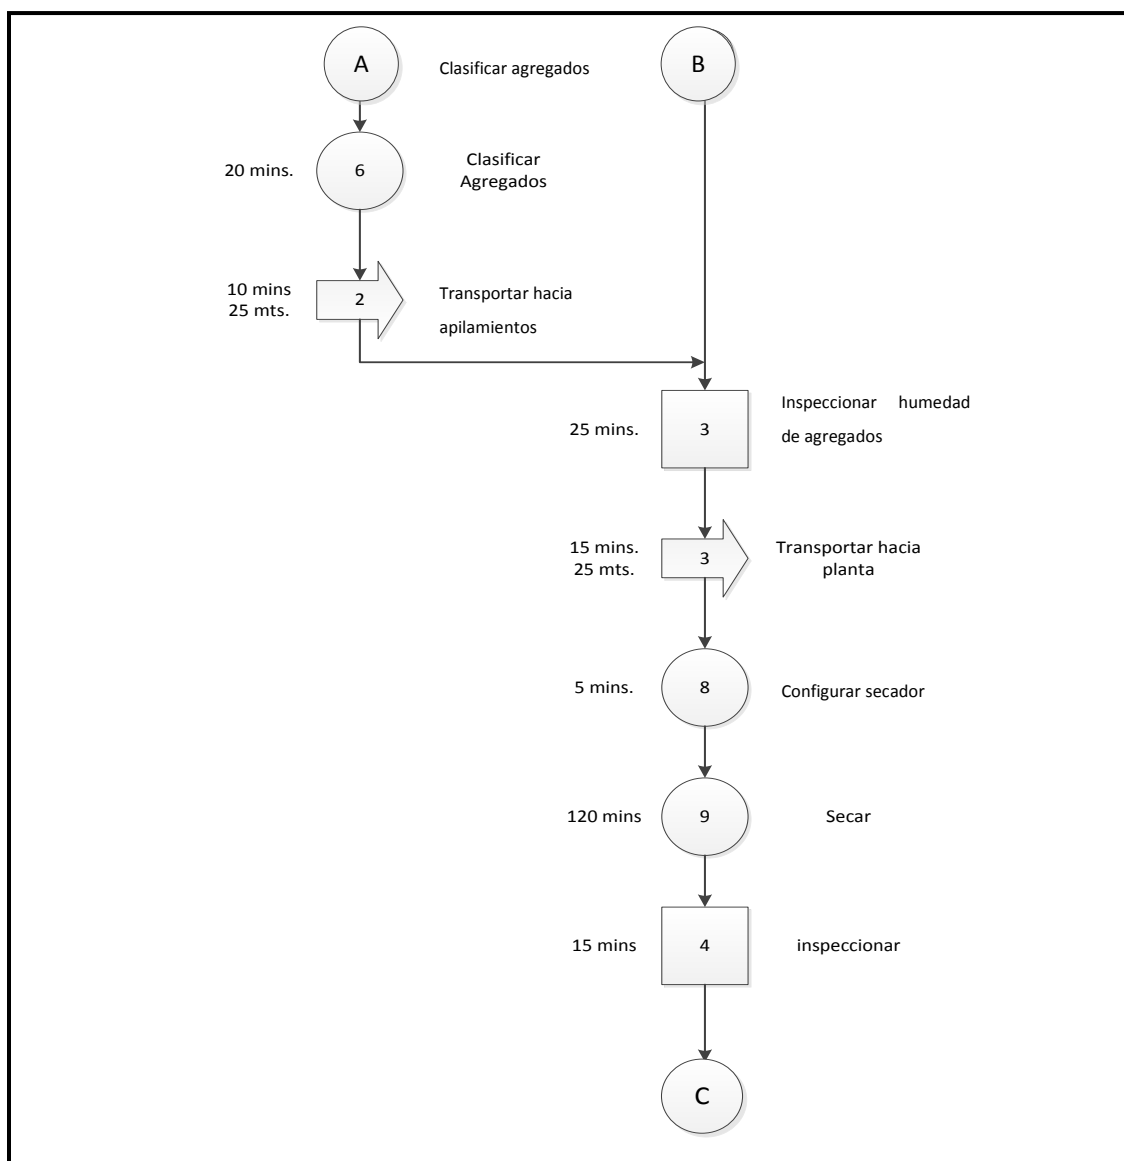 A
Clasificar agregados
B
20 mins.
6
Clasificar
Agregados
10 mins
25 mts.
2
Transportar hacia
apilamientos
25 mins.
3
Inspeccionar humedad
de agregados
15 mins.
25 mts.
3
Transportar hacia
planta
5 mins.
8
Configurar secador
120 mins
9
Secar
15 mins
4
inspeccionar
C